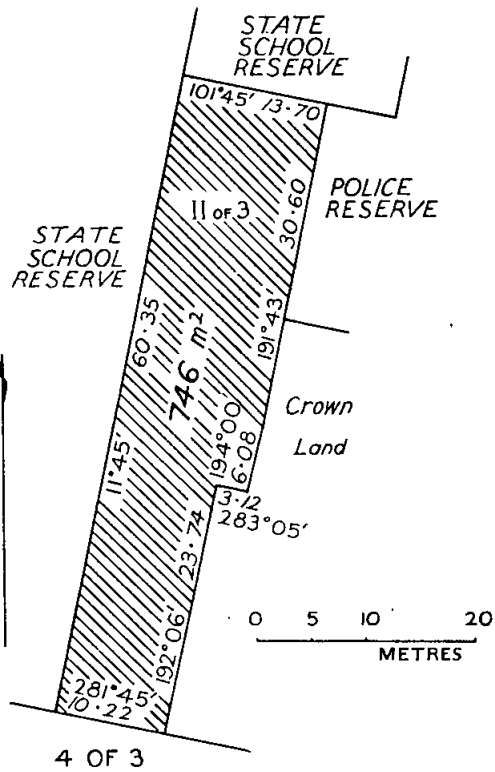 STATE
SCHOOL
RESERVE
101°45' 13·70
11 OF 3
30·60
POLICE
RESERVE
STATE
SCHOOL
RESERVE
191°43'
60·35
746 m²
Crown
Land
194°00
6·08
11°45'
3·12
283°05'
23·74
192°06'
0 5 10 20
METRES
281°45'
10·22
4 OF 3